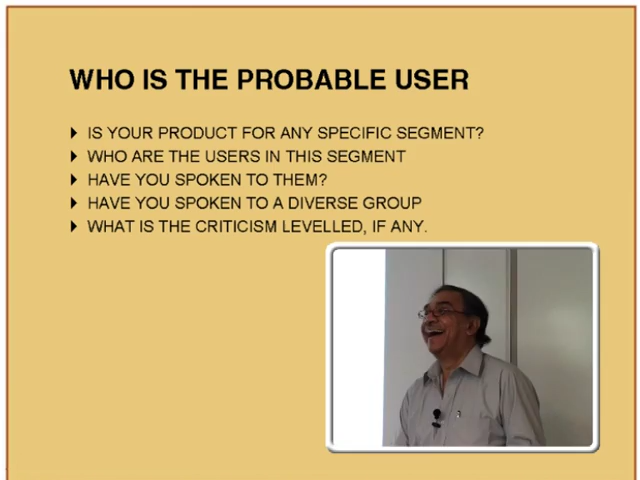 WHO IS THE PROBABLE USER
IS YOUR PRODUCT FOR ANY SPECIFIC SEGMENT?
WHO ARE THE USERS IN THIS SEGMENT
HAVE YOU SPOKEN TO THEM?
HAVE YOU SPOKEN TO A DIVERSE GROUP
WHAT IS THE CRITICISM LEVELLED, IF ANY.